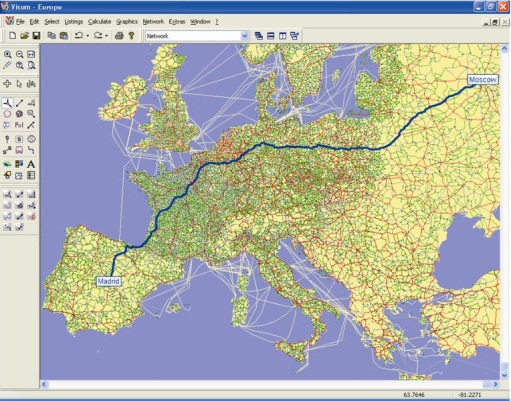 Visum - Europe
File Edit Select Listings Calculate Graphics Network Extras Window ?
Network
Moscow
Madrid
63.7646 -81.2271